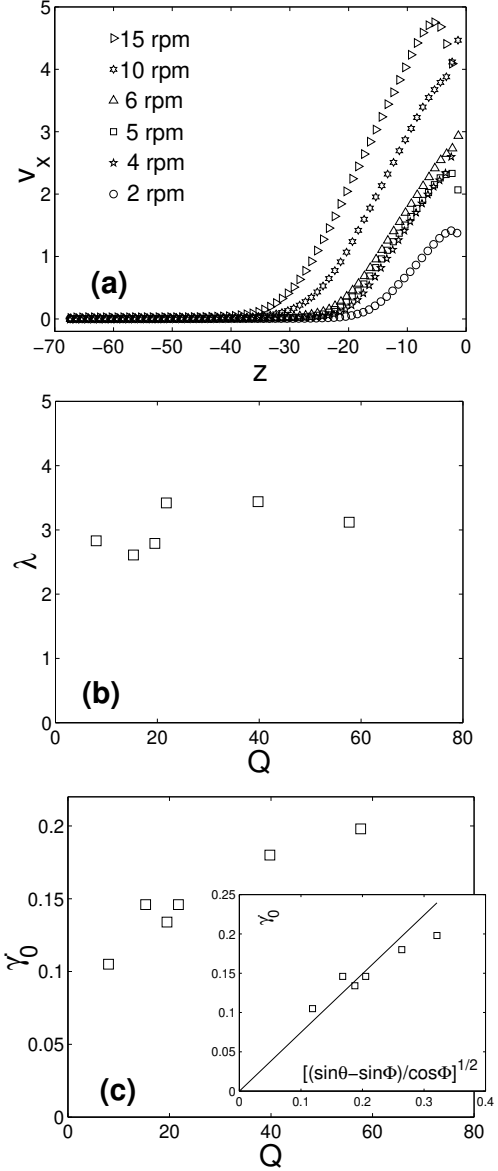 5
4
3
2
1
0
v_x
15 rpm
10 rpm
6 rpm
5 rpm
4 rpm
2 rpm
(a)
−70 −60 −50 −40 −30 −20 −10 0
z
5
4
3
2
1
0
λ
(b)
0 20 40 60 80
Q
0.2
0.15
0.1
0.05
0
γ̇_0
(c)
0 20 40 60 80
Q
0.25
0.2
0.15
0.1
0.05
0
γ̇_0
[(sinθ−sinΦ)/cosΦ]^{1/2}
0 0.1 0.2 0.3 0.4